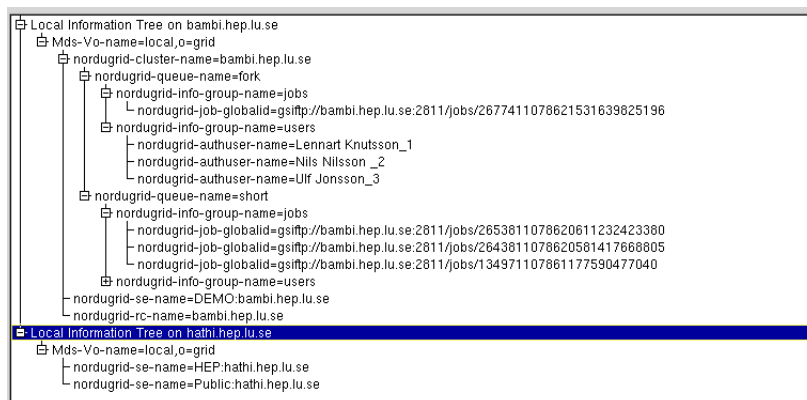 Local Information Tree on bambi.hep.lu.se
Mds-Vo-name=local,o=grid
nordugrid-cluster-name=bambi.hep.lu.se
nordugrid-queue-name=fork
nordugrid-info-group-name=jobs
nordugrid-job-globalid=gsiftp://bambi.hep.lu.se:2811/jobs/2677411078621531639825196
nordugrid-info-group-name=users
nordugrid-authuser-name=Lennart Knutsson_1
nordugrid-authuser-name=Nils Nilsson _2
nordugrid-authuser-name=Ulf Jonsson_3
nordugrid-queue-name=short
nordugrid-info-group-name=jobs
nordugrid-job-globalid=gsiftp://bambi.hep.lu.se:2811/jobs/2653811078620611232423380
nordugrid-job-globalid=gsiftp://bambi.hep.lu.se:2811/jobs/2643811078620581417668805
nordugrid-job-globalid=gsiftp://bambi.hep.lu.se:2811/jobs/134971107861177590477040
nordugrid-info-group-name=users
nordugrid-se-name=DEMO:bambi.hep.lu.se
nordugrid-rc-name=bambi.hep.lu.se
Local Information Tree on hathi.hep.lu.se
Mds-Vo-name=local,o=grid
nordugrid-se-name=HEP:hathi.hep.lu.se
nordugrid-se-name=Public:hathi.hep.lu.se